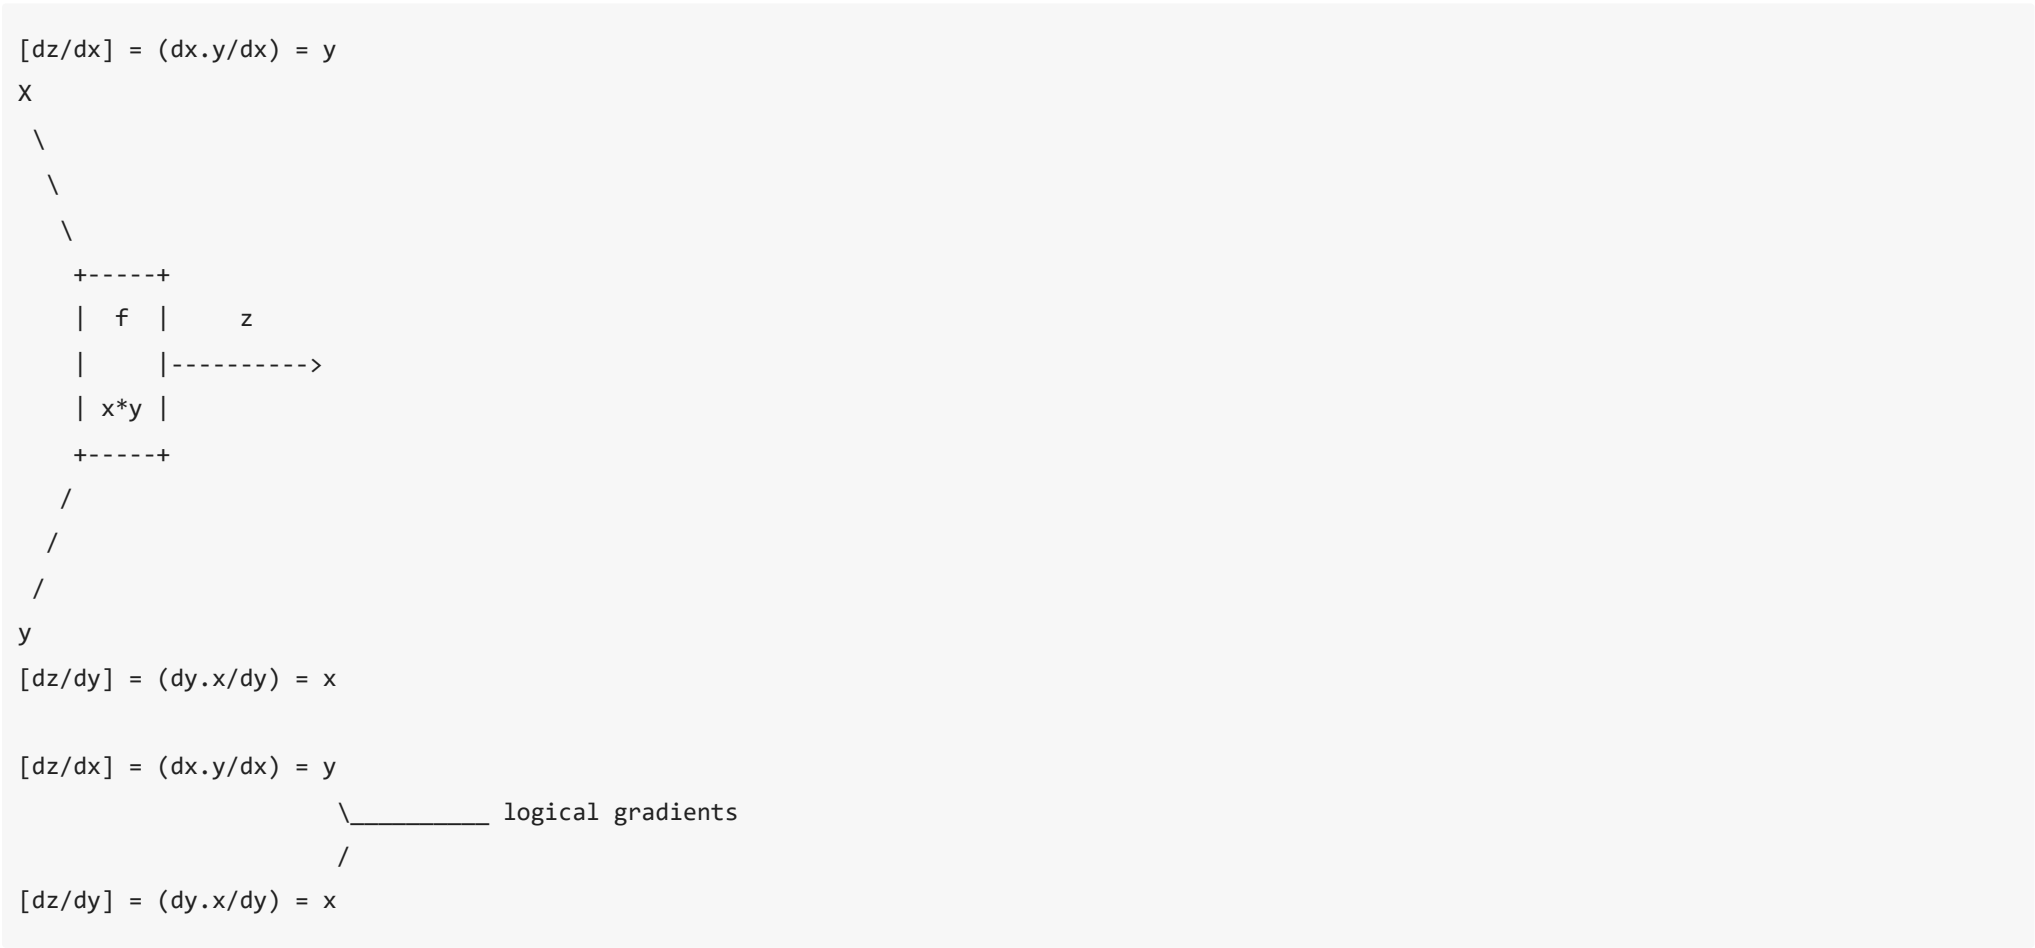 [dz/dx] = (dx.y/dx) = y
X
 \
  \
   \
    +-----+
    |  f  |     z
    |     |---------->
    | x*y |
    +-----+
   /
  /
 /
y
[dz/dy] = (dy.x/dy) = x

[dz/dx] = (dx.y/dx) = y
                       \__________ logical gradients
                       /
[dz/dy] = (dy.x/dy) = x